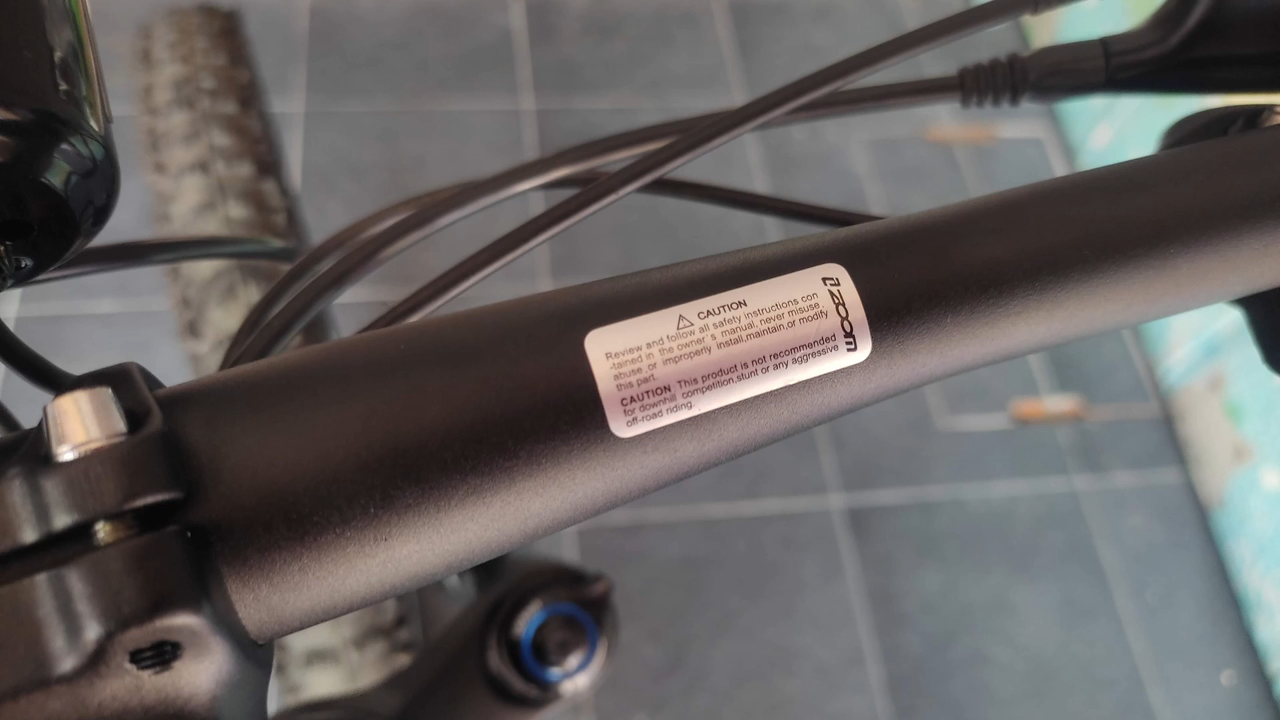 ⚠ CAUTION
Review and follow all safety instructions con
-tained in the owner's manual, never misuse,
abuse,or improperly install,maintain,or modify
this part.
CAUTION This product is not recommended
for downhill competition,stunt or any aggressive
off-road riding.
zoom